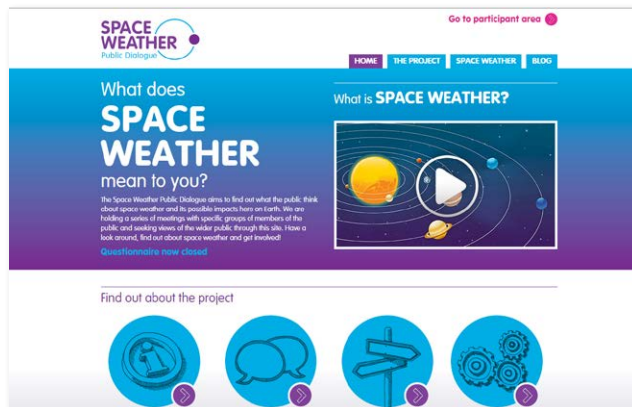 Go to participant area
SPACE
WEATHER
Public Dialogue
HOME
THE PROJECT
SPACE WEATHER
BLOG
What does
SPACE
WEATHER
mean to you?
The Space Weather Public Dialogue aims to find out what the public think
about space weather and its possible impacts here on Earth. We are
holding a series of meetings with specific groups of members of the
public and seeking views of the wider public through this site. Have a
look around, find out about space weather and get involved!
Questionnaire now closed
What is SPACE WEATHER?
Find out about the project
i